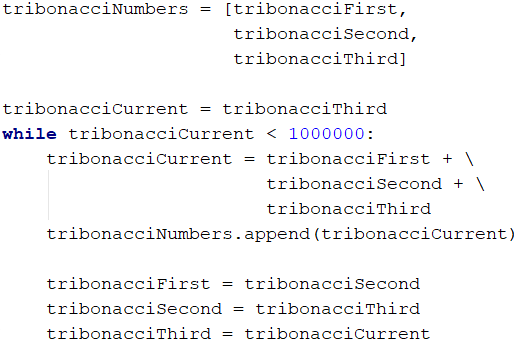 tribonacciNumbers = [tribonacciFirst,
                     tribonacciSecond,
                     tribonacciThird]

tribonacciCurrent = tribonacciThird
while tribonacciCurrent < 1000000:
    tribonacciCurrent = tribonacciFirst + \
                        tribonacciSecond + \
                        tribonacciThird
    tribonacciNumbers.append(tribonacciCurrent)

    tribonacciFirst = tribonacciSecond
    tribonacciSecond = tribonacciThird
    tribonacciThird = tribonacciCurrent